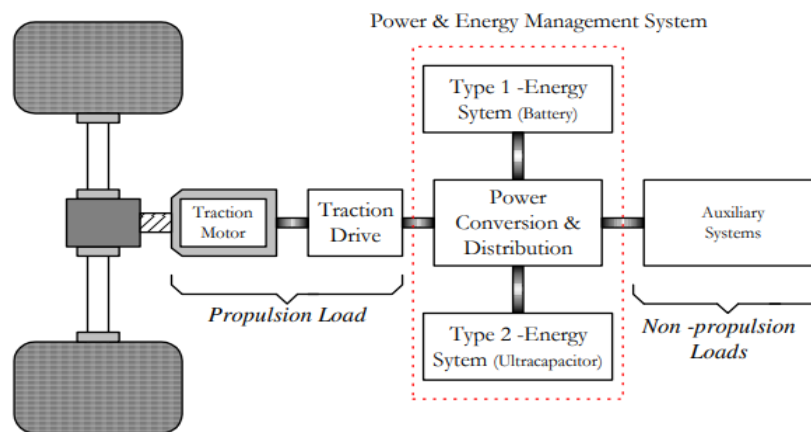 Power & Energy Management System
Type 1 -Energy
Sytem (Battery)
Traction
Motor
Traction
Drive
Power
Conversion &
Distribution
Auxiliary
Systems
Propulsion Load
Type 2 -Energy
Sytem (Ultracapacitor)
Non -propulsion
Loads